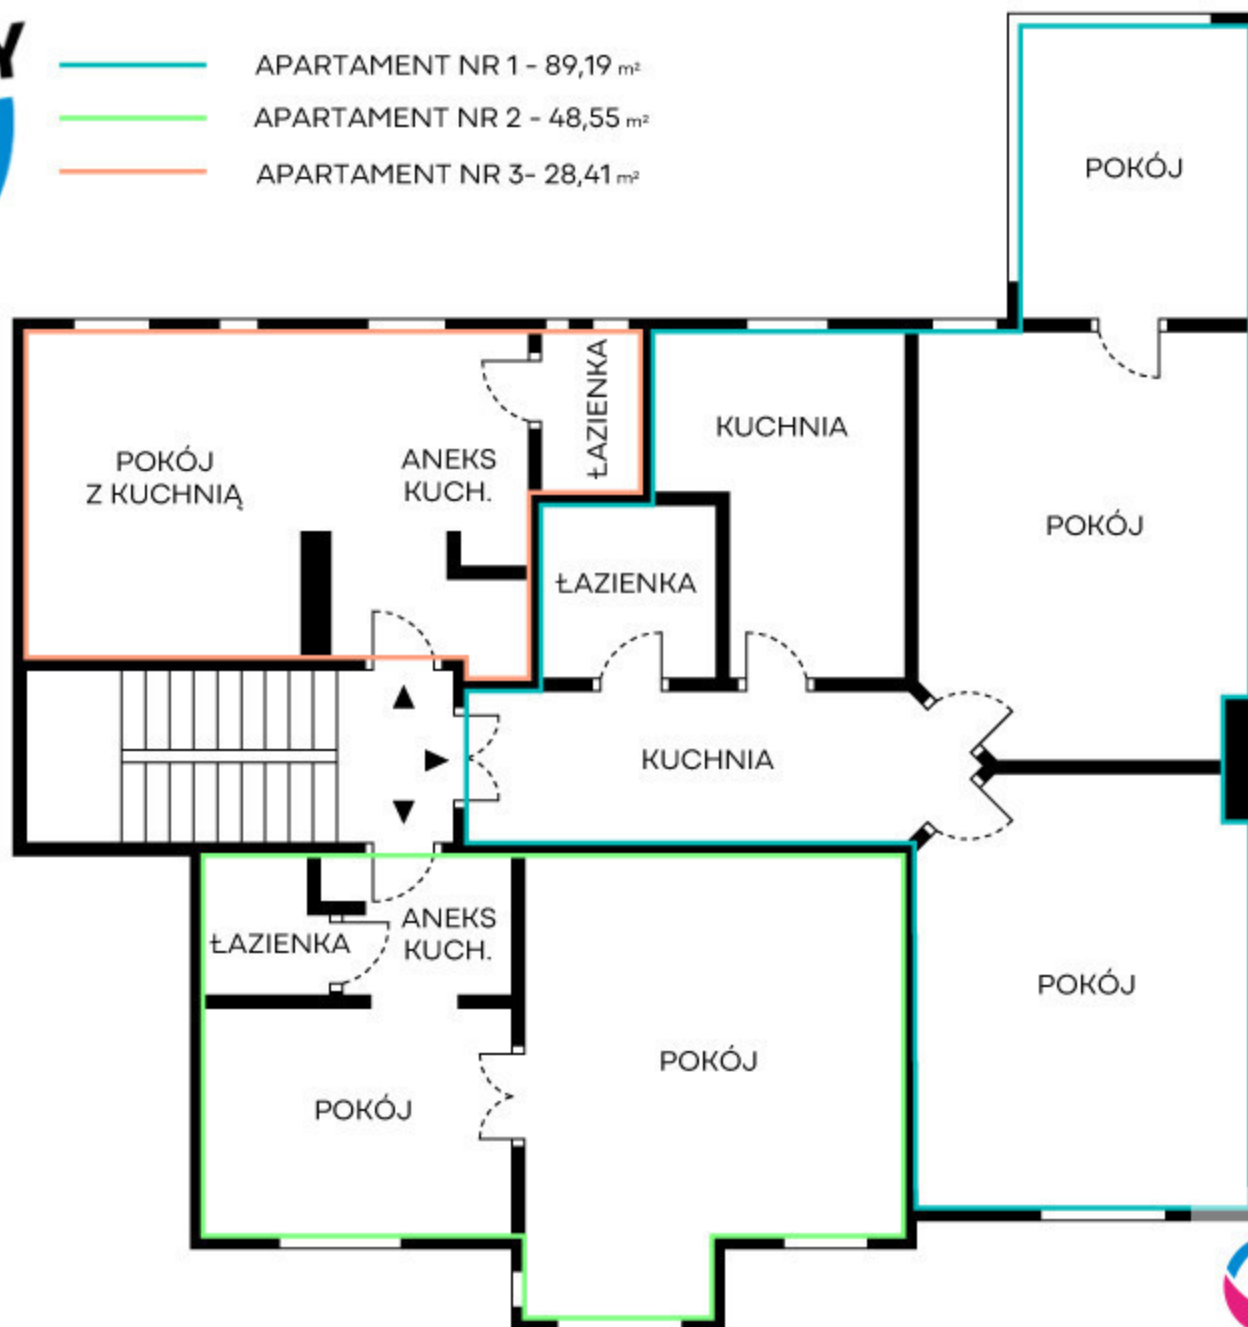 Y
APARTAMENT NR 1 - 89,19 m²
APARTAMENT NR 2 - 48,55 m²
APARTAMENT NR 3- 28,41 m²
POKÓJ
ŁAZIENKA
KUCHNIA
POKÓJ
Z KUCHNIĄ
ANEKS
KUCH.
POKÓJ
ŁAZIENKA
KUCHNIA
ŁAZIENKA
ANEKS
KUCH.
POKÓJ
POKÓJ
POKÓJ